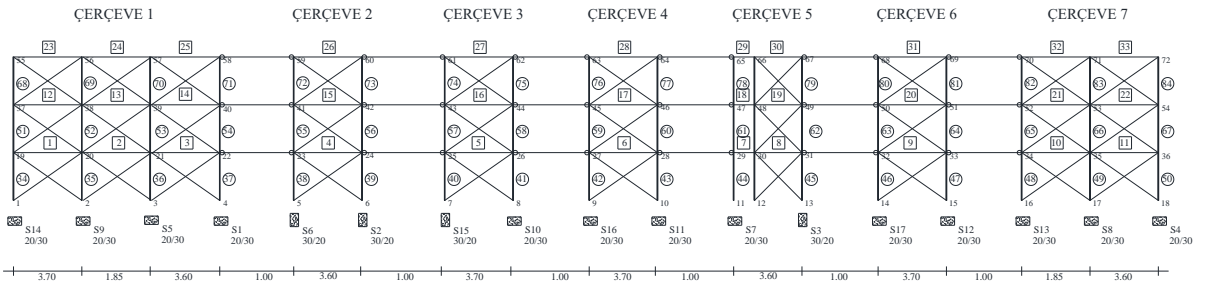 ÇERÇEVE 1 ÇERÇEVE 2 ÇERÇEVE 3 ÇERÇEVE 4 ÇERÇEVE 5 ÇERÇEVE 6 ÇERÇEVE 7
23 24 25 26 27 28 29 30 31 32 33
55 56 57 58 59 60 61 62 63 64 65 66 67 68 69 70 71 72
68 69 70 71 72 73 74 75 76 77 78 79 80 81 82 83 84
12 13 14 15 16 17 18 19 20 21 22
37 38 39 40 41 42 43 44 45 46 47 48 49 50 51 52 53 54
51 52 53 54 55 56 57 58 59 60 61 62 63 64 65 66 67
1 2 3 4 5 6 7 8 9 10 11
19 20 21 22 23 24 25 26 27 28 29 30 31 32 33 34 35 36
34 35 36 37 38 39 40 41 42 43 44 45 46 47 48 49 50
1 2 3 4 5 6 7 8 9 10 11 12 13 14 15 16 17 18
S14 S9 S5 S1 S6 S2 S15 S10 S16 S11 S7 S3 S17 S12 S13 S8 S4
20/30 20/30 20/30 20/30 30/20 30/20 30/20 20/30 20/30 20/30 20/30 30/20 20/30 20/30 20/30 20/30 20/30
3.70 1.85 3.60 1.00 3.60 1.00 3.70 1.00 3.70 1.00 3.60 1.00 3.70 1.00 1.85 3.60